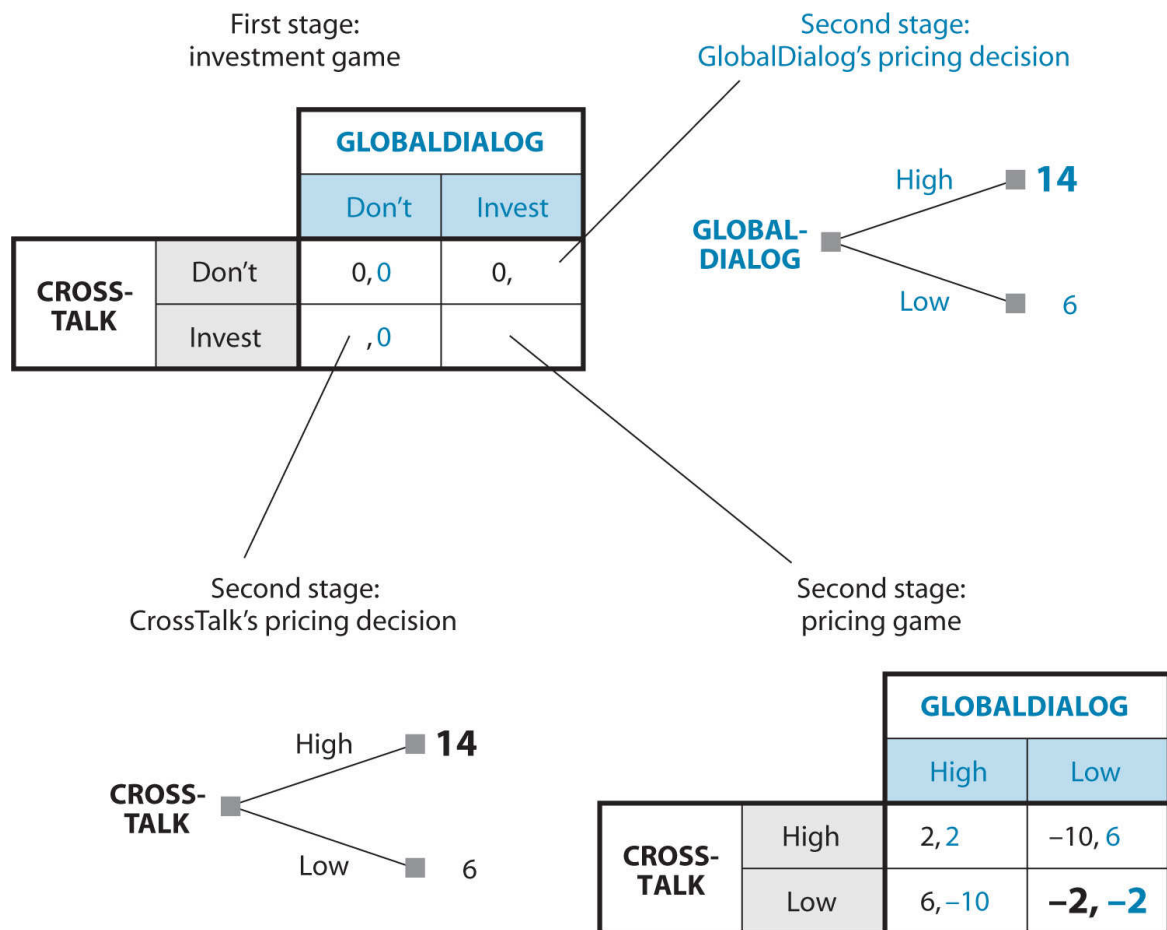 First stage:
investment game
Second stage:
GlobalDialog's pricing decision
GLOBALDIALOG
Don't Invest
CROSS-
TALK
Don't 0, 0 0,
Invest , 0
GLOBAL-
DIALOG
High 14
Low 6
Second stage:
CrossTalk's pricing decision
CROSS-
TALK
High 14
Low 6
Second stage:
pricing game
GLOBALDIALOG
High Low
CROSS-
TALK
High 2, 2 –10, 6
Low 6, –10 –2, –2